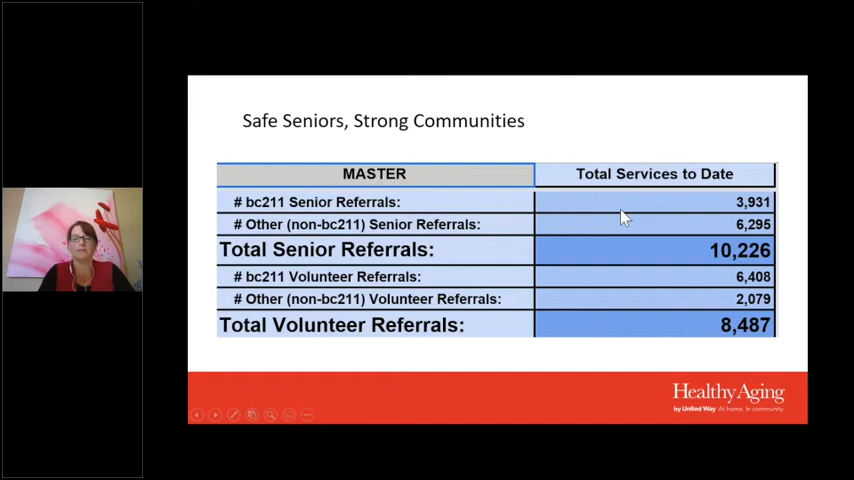 Safe Seniors, Strong Communities
MASTER Total Services to Date
# bc211 Senior Referrals: 3,931
# Other (non-bc211) Senior Referrals: 6,295
Total Senior Referrals: 10,226
# bc211 Volunteer Referrals: 6,408
# Other (non-bc211) Volunteer Referrals: 2,079
Total Volunteer Referrals: 8,487
Healthy Aging
by United Way At home. In community.